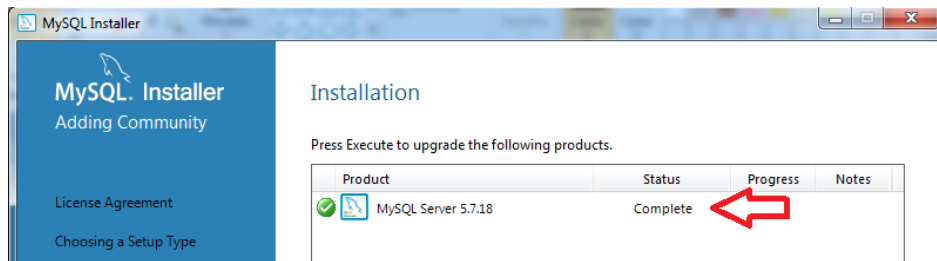 MySQL Installer
MySQL. Installer
Adding Community
License Agreement
Choosing a Setup Type
Installation
Press Execute to upgrade the following products.
Product Status Progress Notes
MySQL Server 5.7.18 Complete